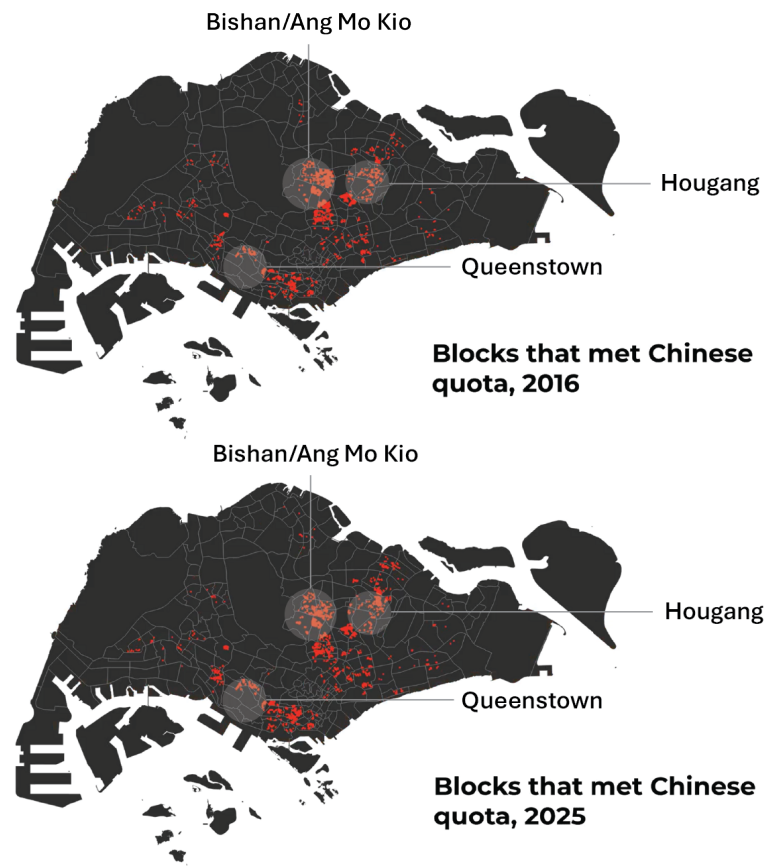 Bishan/Ang Mo Kio
Hougang
Queenstown
Blocks that met Chinese
quota, 2016
Bishan/Ang Mo Kio
Hougang
Queenstown
Blocks that met Chinese
quota, 2025